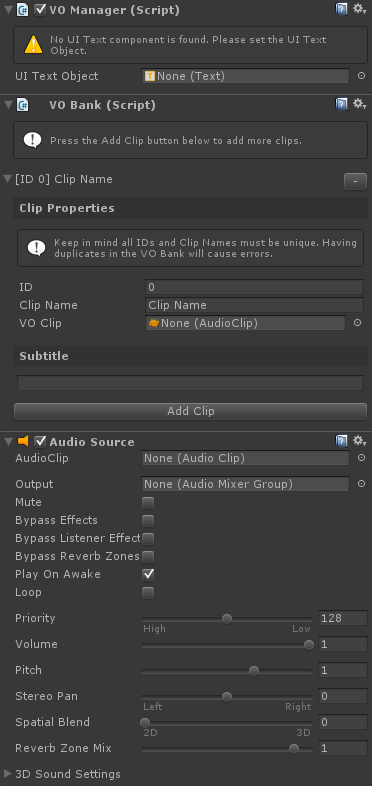 VO Manager (Script)
No UI Text component is found. Please set the UI Text
Object.
UI Text Object
None (Text)
VO Bank (Script)
Press the Add Clip button below to add more clips.
[ID 0] Clip Name
-
Clip Properties
Keep in mind all IDs and Clip Names must be unique. Having
duplicates in the VO Bank will cause errors.
ID
0
Clip Name
Clip Name
VO Clip
None (AudioClip)
Subtitle
Add Clip
Audio Source
AudioClip
None (Audio Clip)
Output
None (Audio Mixer Group)
Mute
Bypass Effects
Bypass Listener Effect
Bypass Reverb Zones
Play On Awake
Loop
Priority
128
High
Low
Volume
1
Pitch
1
Stereo Pan
0
Left
Right
Spatial Blend
0
2D
3D
Reverb Zone Mix
1
3D Sound Settings